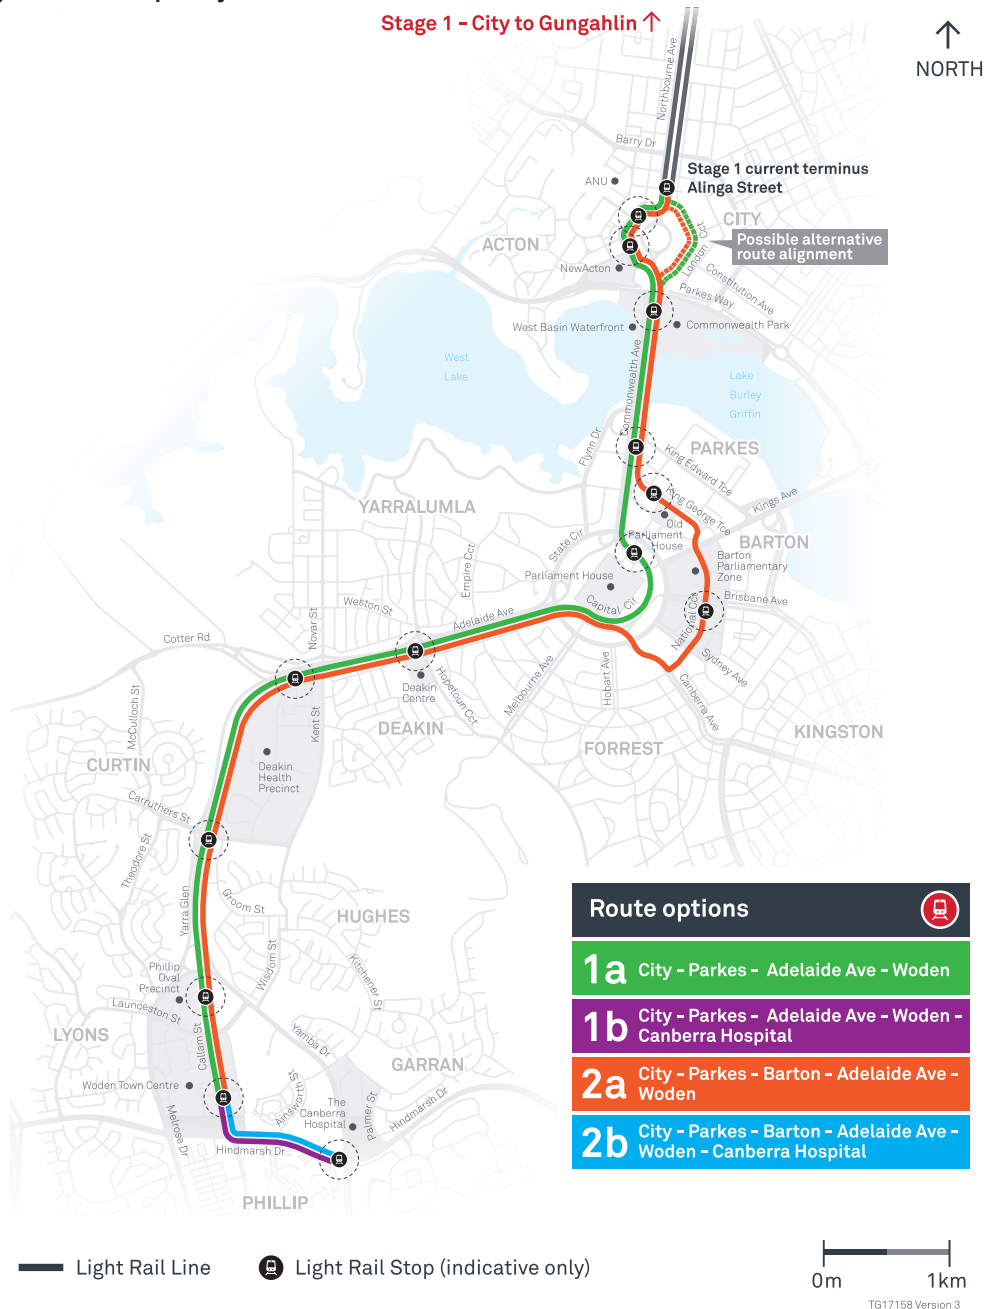 Stage 1 - City to Gungahlin ↑
NORTH
Northbourne Ave
Barry Dr
Stage 1 current terminus
Alinga Street
ANU
CITY
London Cct
ACTON
Possible alternative
route alignment
NewActon
Constitution Ave
Parkes Way
West Basin Waterfront
Commonwealth Park
Commonwealth Ave
West
Lake
Lake
Burley
Griffin
Flynn Dr
PARKES
King Edward Tce
Kings Ave
King George Tce
YARRALUMLA
Old
Parliament
House
State Cir
BARTON
Barton
Parliamentary
Zone
Empire Cct
Parliament House
Capital Cir
Brisbane Ave
Weston St
Adelaide Ave
National Cct
Novar St
Cotter Rd
Sydney Ave
Melbourne Ave
Hobart Ave
Deakin
Centre
Hopetoun Cct
Canberra Ave
McCulloch St
Kent St
DEAKIN
KINGSTON
FORREST
CURTIN
Deakin
Health
Precinct
Carruthers St
Theodore St
Yarra Glen
Groom St
HUGHES
Route options
1a City - Parkes - Adelaide Ave - Woden
1b City - Parkes - Adelaide Ave - Woden -
Canberra Hospital
2a City - Parkes - Barton - Adelaide Ave -
Woden
2b City - Parkes - Barton - Adelaide Ave -
Woden - Canberra Hospital
Wisdom St
Kitchener St
Phillip
Oval
Precinct
Launceston St
LYONS
Callam St
Yamba Dr
GARRAN
Woden Town Centre
Ainsworth St
The
Canberra
Hospital
Palmer St
Hindmarsh Dr
Melrose Dr
Hindmarsh Dr
PHILLIP
Light Rail Line
Light Rail Stop (indicative only)
0m 1km
TG17158 Version 3